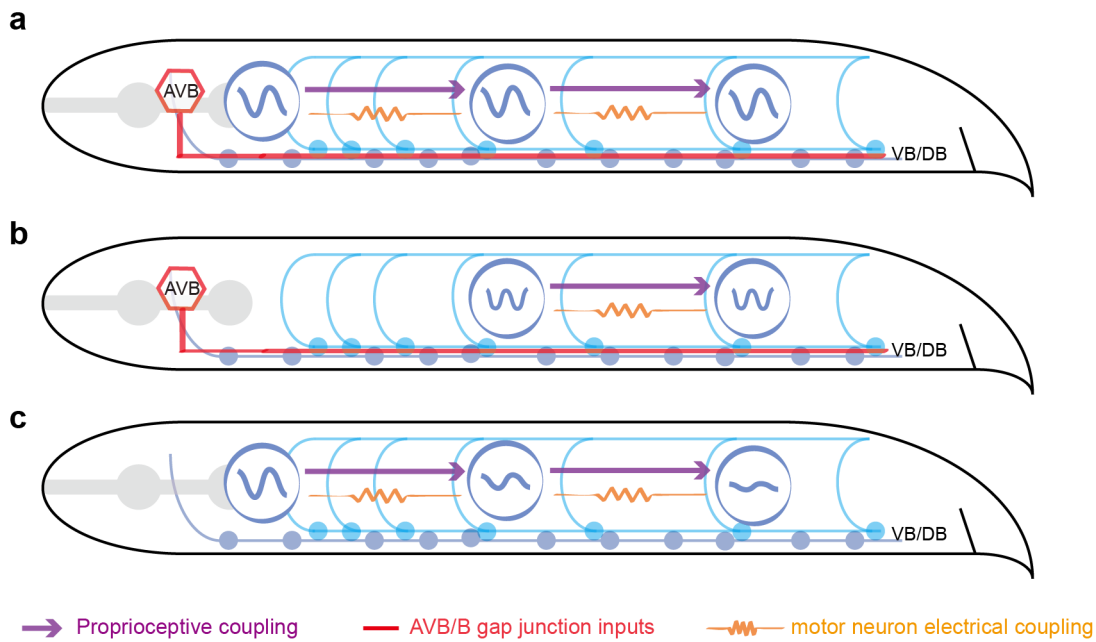 a
AVB
VB/DB
b
AVB
VB/DB
c
VB/DB
Proprioceptive coupling
AVB/B gap junction inputs
motor neuron electrical coupling